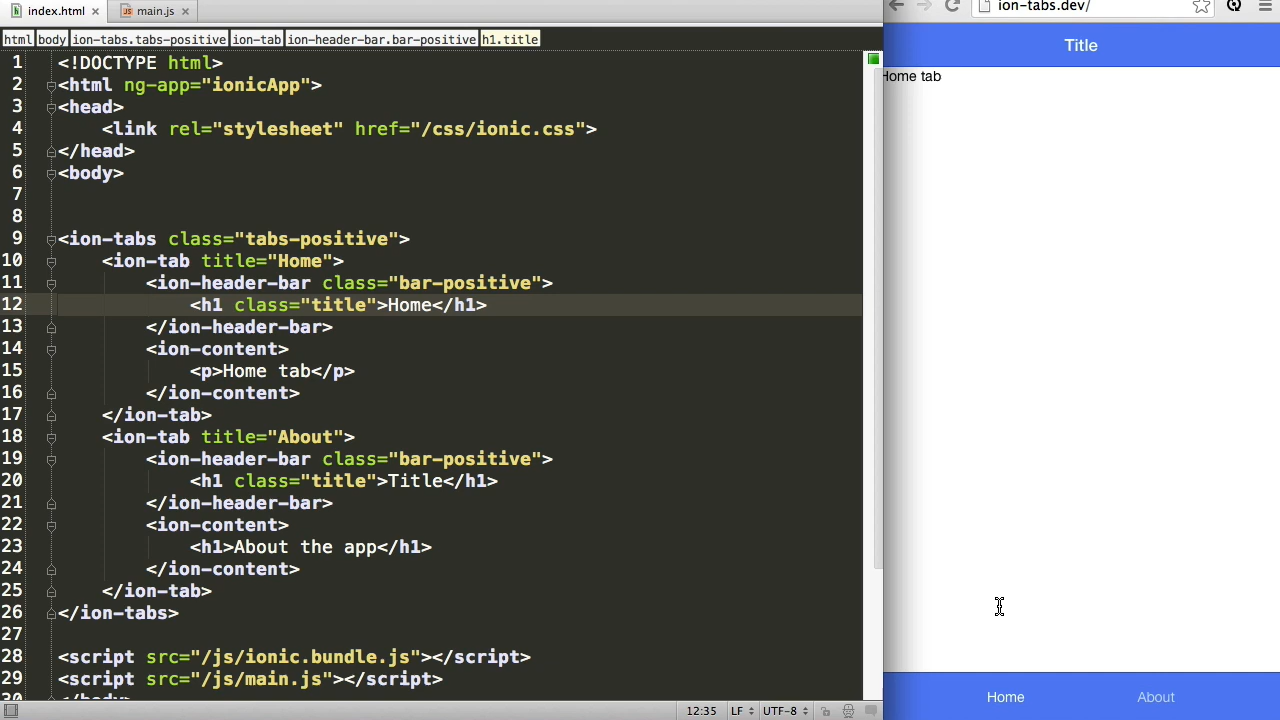 index.html × main.js ×
html body ion-tabs.tabs-positive ion-tab ion-header-bar.bar-positive h1.title
1 <!DOCTYPE html>
2 <html ng-app="ionicApp">
3 <head>
4 <link rel="stylesheet" href="/css/ionic.css">
5 </head>
6 <body>
7
8
9 <ion-tabs class="tabs-positive">
10 <ion-tab title="Home">
11 <ion-header-bar class="bar-positive">
12 <h1 class="title">Home</h1>
13 </ion-header-bar>
14 <ion-content>
15 <p>Home tab</p>
16 </ion-content>
17 </ion-tab>
18 <ion-tab title="About">
19 <ion-header-bar class="bar-positive">
20 <h1 class="title">Title</h1>
21 </ion-header-bar>
22 <ion-content>
23 <h1>About the app</h1>
24 </ion-content>
25 </ion-tab>
26 </ion-tabs>
27
28 <script src="/js/ionic.bundle.js"></script>
29 <script src="/js/main.js"></script>
30 </body>
12:35 LF UTF-8
ion-tabs.dev/
Title
Home tab
Home About